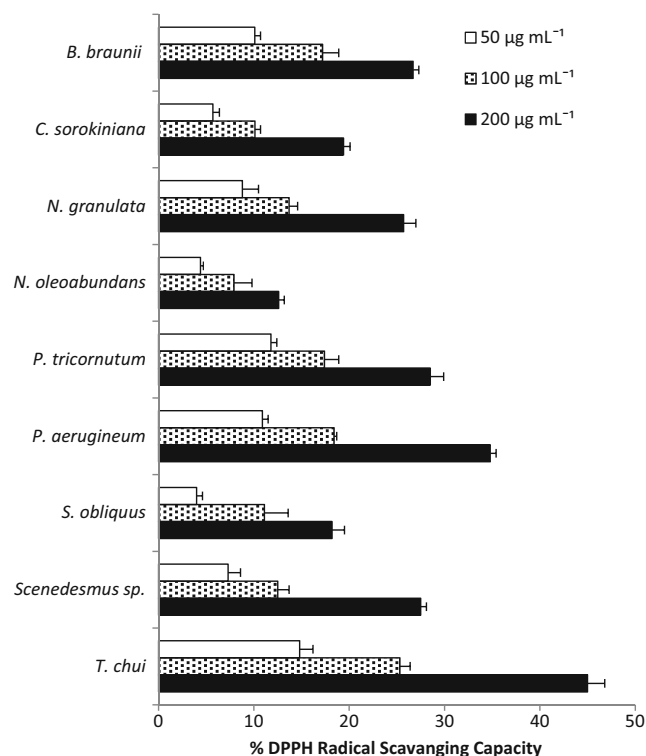 50 µg mL⁻¹
100 µg mL⁻¹
200 µg mL⁻¹
B. braunii
C. sorokiniana
N. granulata
N. oleoabundans
P. tricornutum
P. aerugineum
S. obliquus
Scenedesmus sp.
T. chui
0 10 20 30 40 50
% DPPH Radical Scavanging Capacity